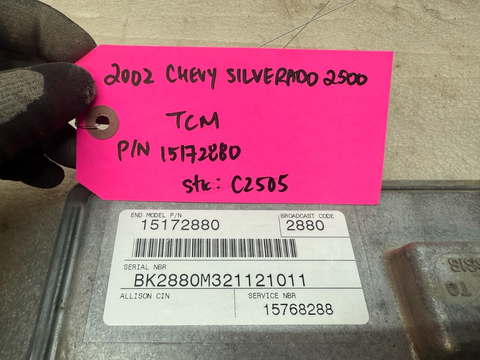 2002 CHEVY SILVERADO 2500
TCM
P/N 15172880
stk: C2505
END MODEL P/N
BROADCAST CODE
15172880
2880
SERIAL NBR
BK2880M321121011
ALLISON CIN
SERVICE NBR
15768288
TO